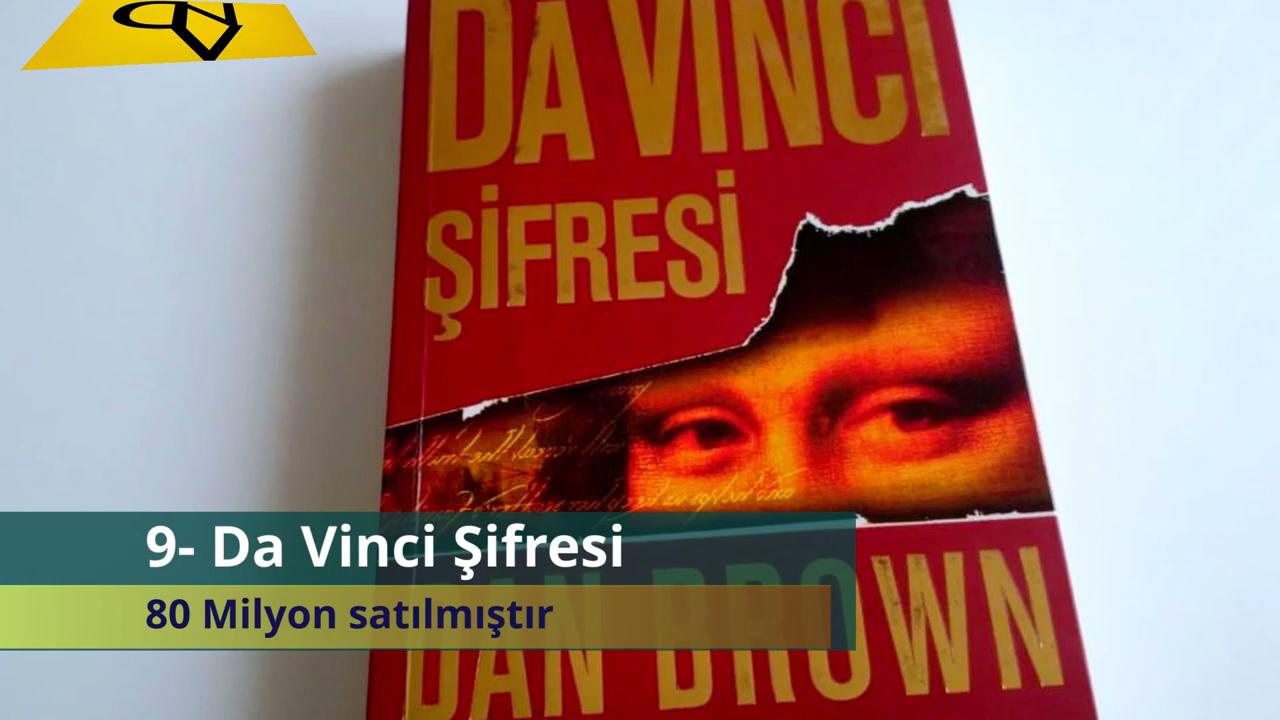 DA VINCI
ŞİFRESİ
9- Da Vinci Şifresi
80 Milyon satılmıştır
DAN BROWN